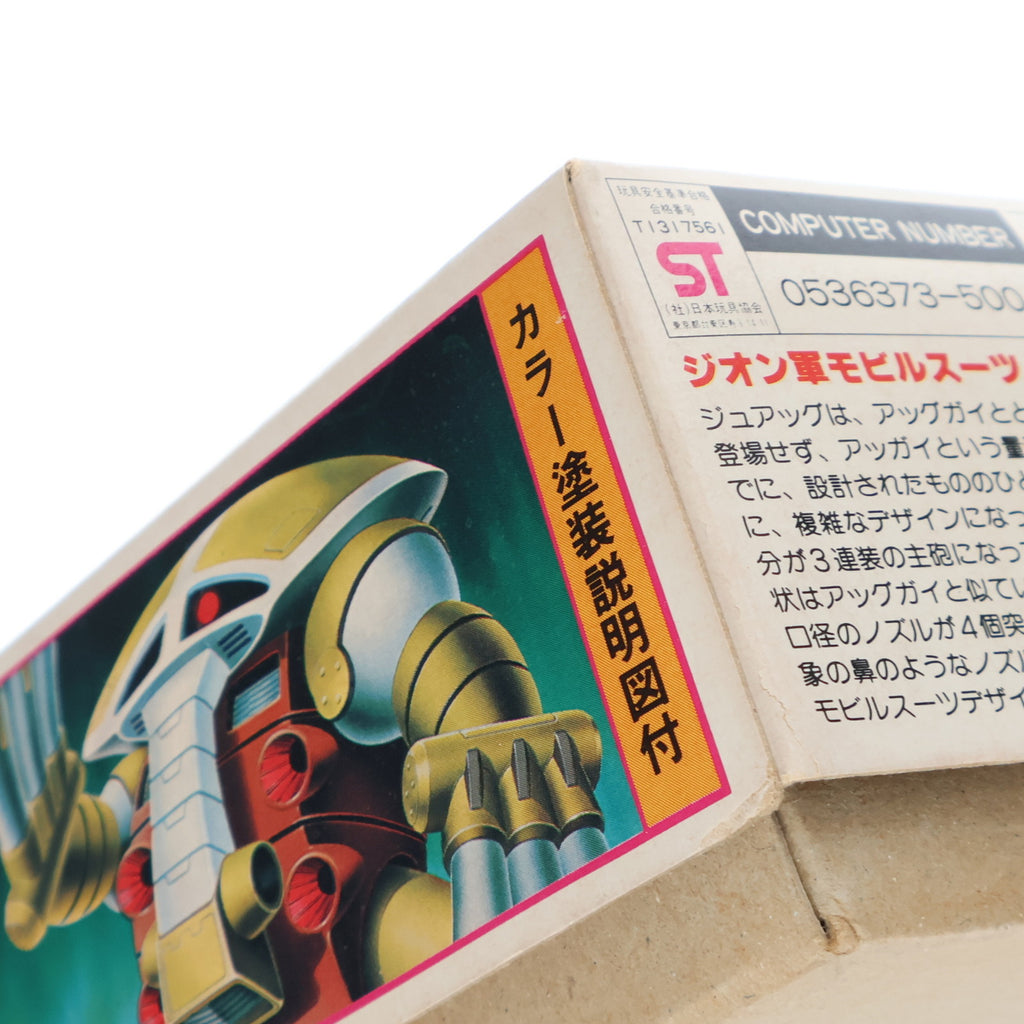 カラー塗装説明図付
玩具安全基準合格
合格番号
T1317561
ST
(社)日本玩具協会
COMPUTER NUMBER
0536373-500
ジオン軍モビルスーツ
ジュアッグは、アッグガイとと
登場せず、アッガイという量
でに、設計されたもののひと
に、複雑なデザインになっ
分が3連装の主砲になっ
状はアッグガイと似てい
口径のノズルが4個突
象の鼻のようなノズル
モビルスーツデザイ